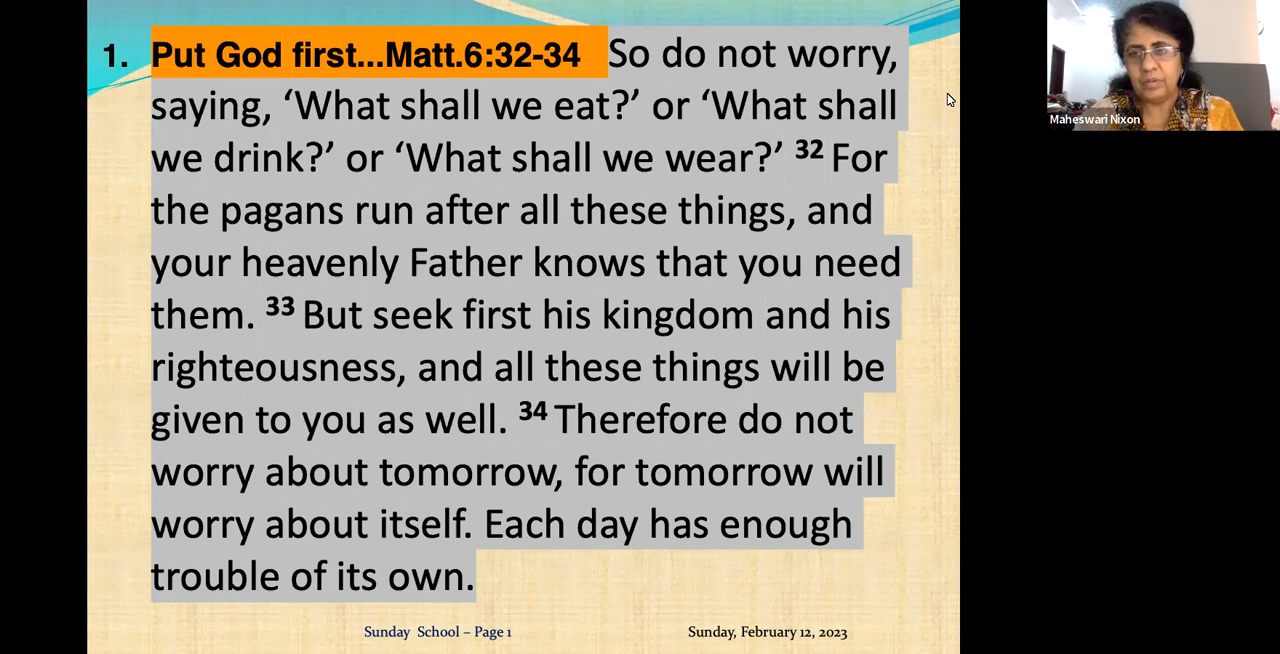 1. Put God first...Matt.6:32-34 So do not worry,
saying, ‘What shall we eat?’ or ‘What shall
we drink?’ or ‘What shall we wear?’ 32 For
the pagans run after all these things, and
your heavenly Father knows that you need
them. 33 But seek first his kingdom and his
righteousness, and all these things will be
given to you as well. 34 Therefore do not
worry about tomorrow, for tomorrow will
worry about itself. Each day has enough
trouble of its own.
Sunday School – Page 1
Sunday, February 12, 2023
Maheswari Nixon